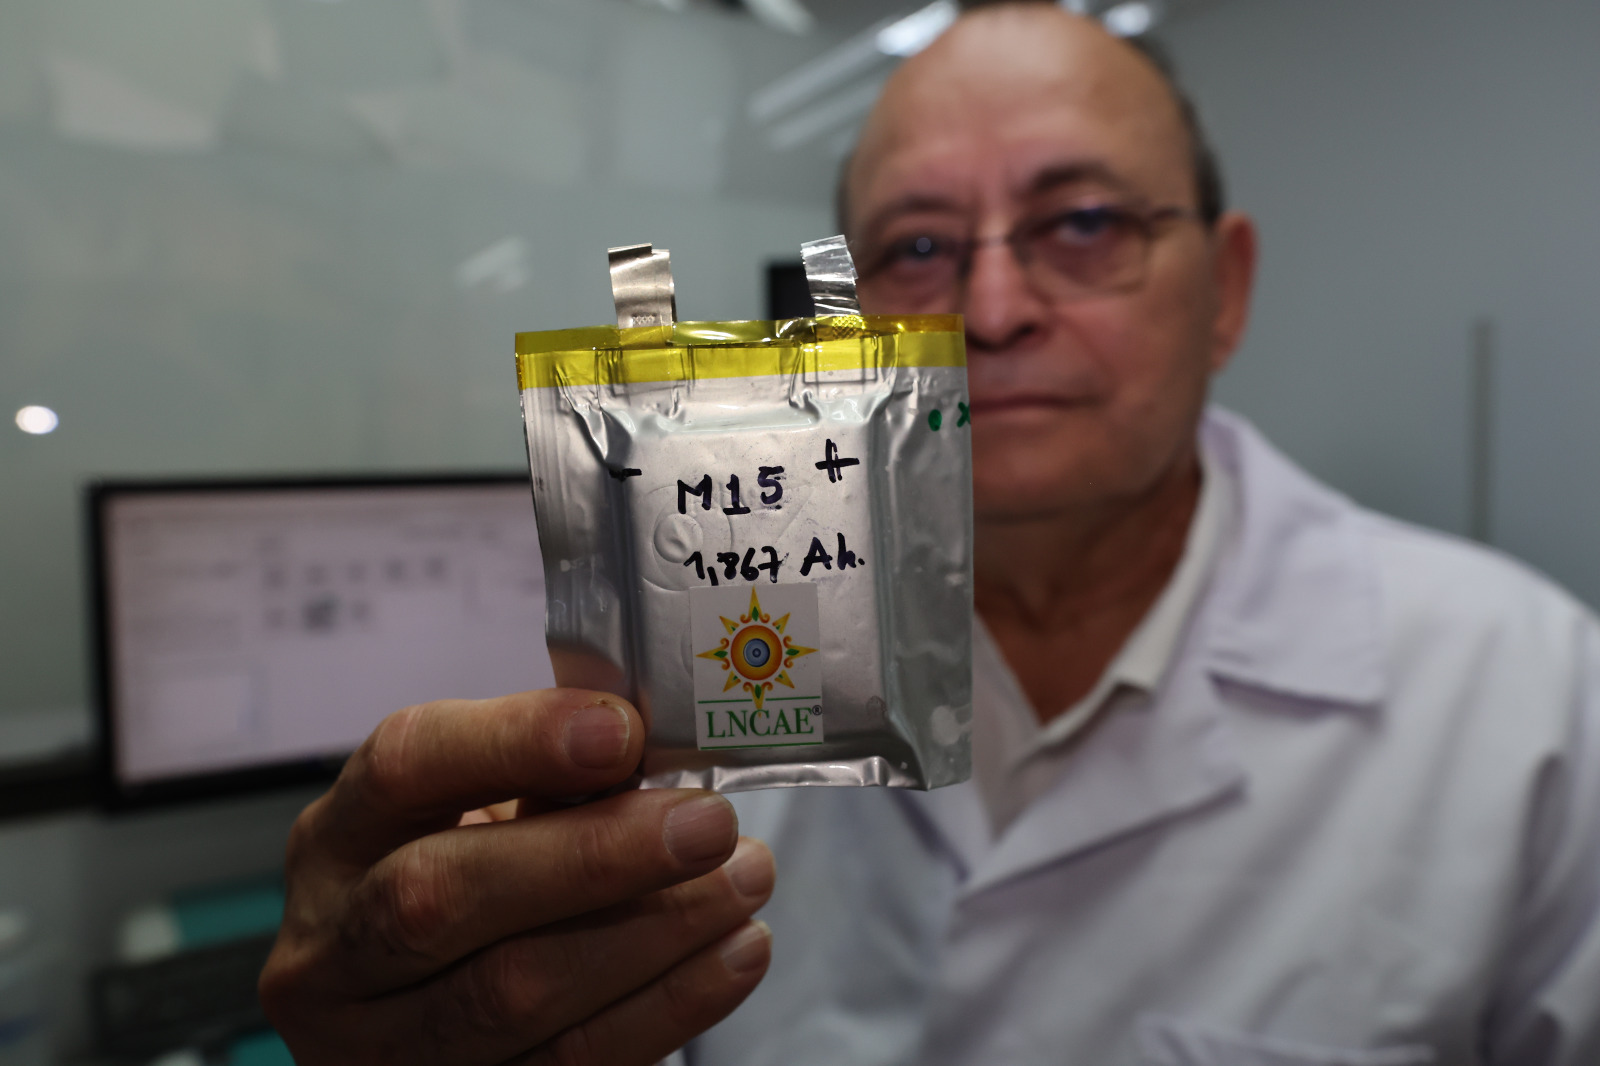 - M15 +
1,867 Ah.
LNCAE®